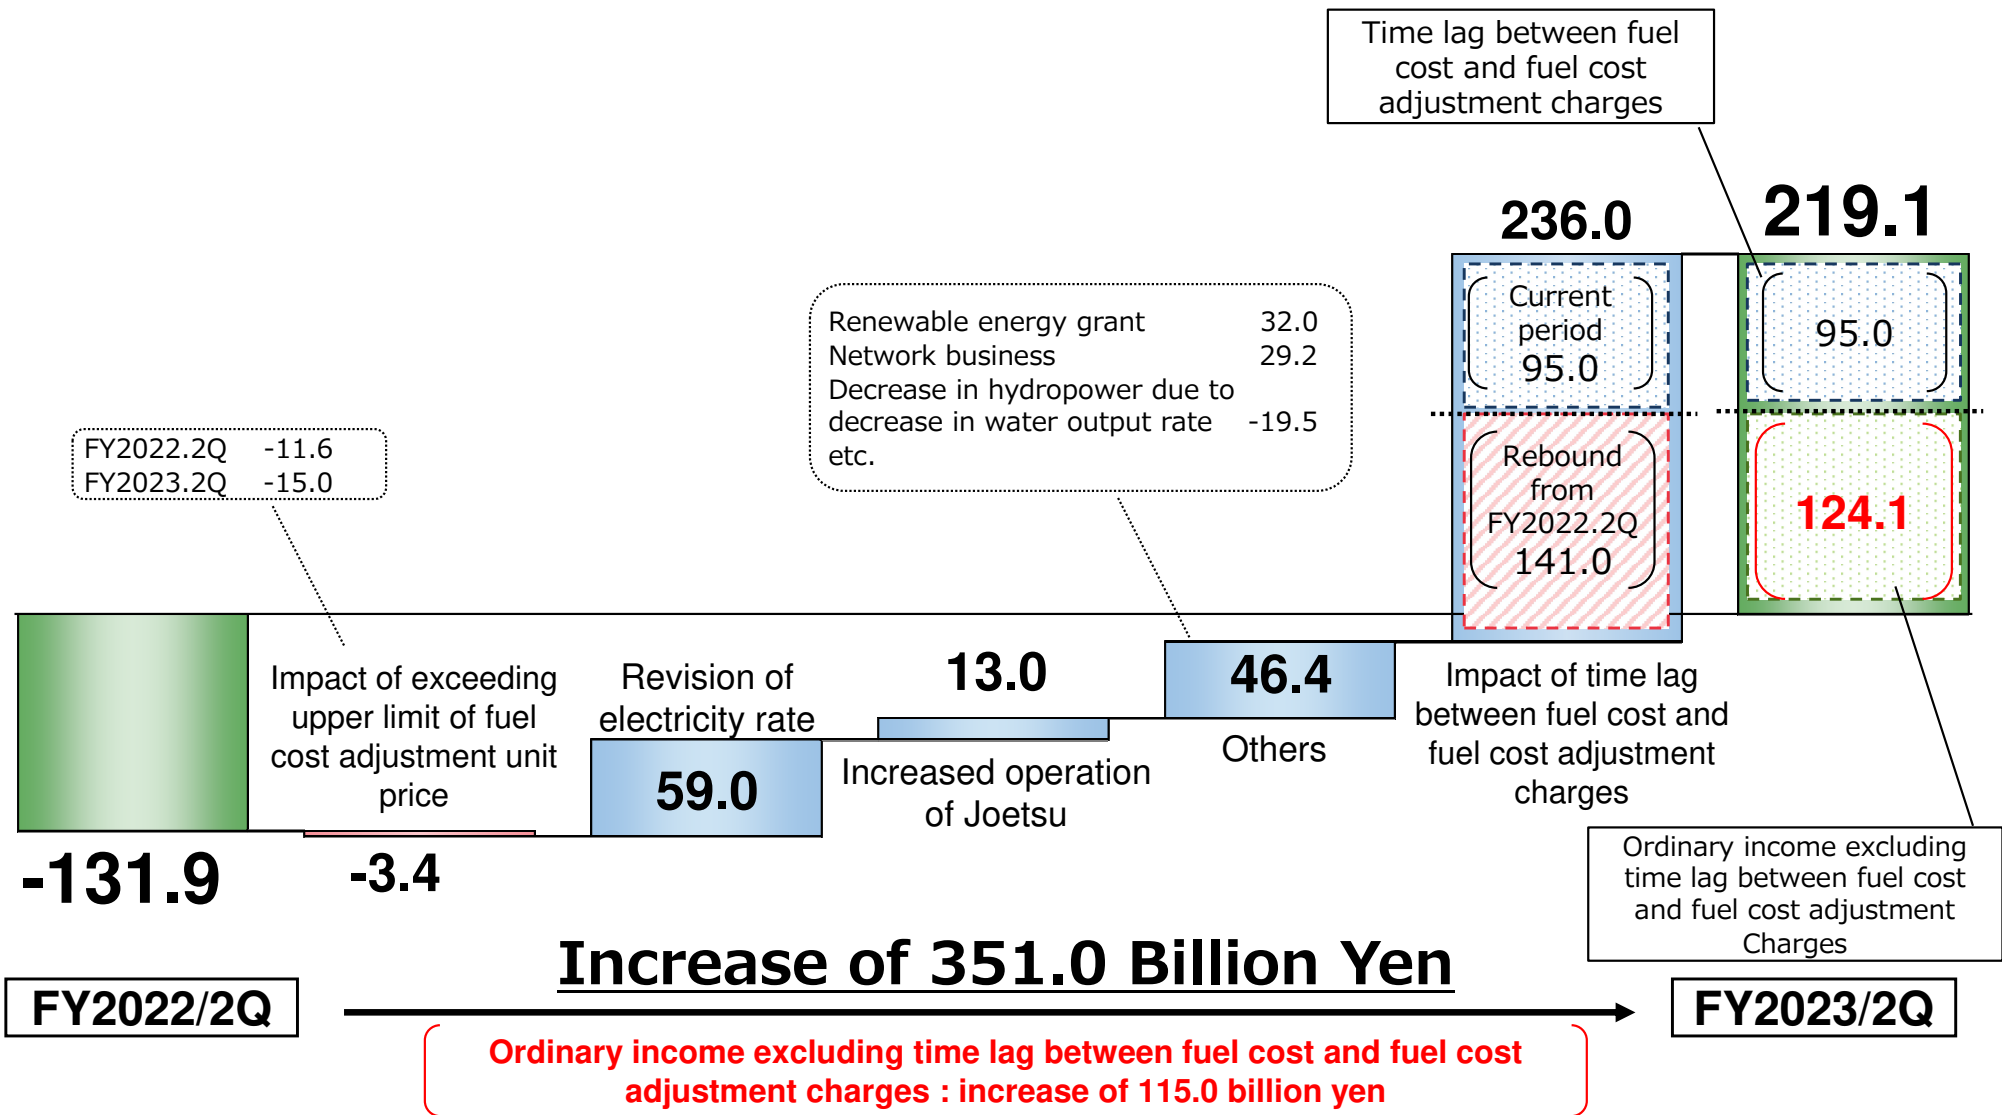 Time lag between fuel
cost and fuel cost
adjustment charges
236.0
219.1
Current
period
95.0
95.0
Renewable energy grant 32.0
Network business 29.2
Decrease in hydropower due to
decrease in water output rate -19.5
etc.
FY2022.2Q -11.6
FY2023.2Q -15.0
Rebound
from
FY2022.2Q
141.0
124.1
Impact of exceeding
upper limit of fuel
cost adjustment unit
price
Revision of
electricity rate
59.0
13.0
Increased operation
of Joetsu
46.4
Others
Impact of time lag
between fuel cost and
fuel cost adjustment
charges
-131.9
-3.4
Ordinary income excluding
time lag between fuel cost
and fuel cost adjustment
Charges
Increase of 351.0 Billion Yen
FY2022/2Q
FY2023/2Q
Ordinary income excluding time lag between fuel cost and fuel cost
adjustment charges : increase of 115.0 billion yen